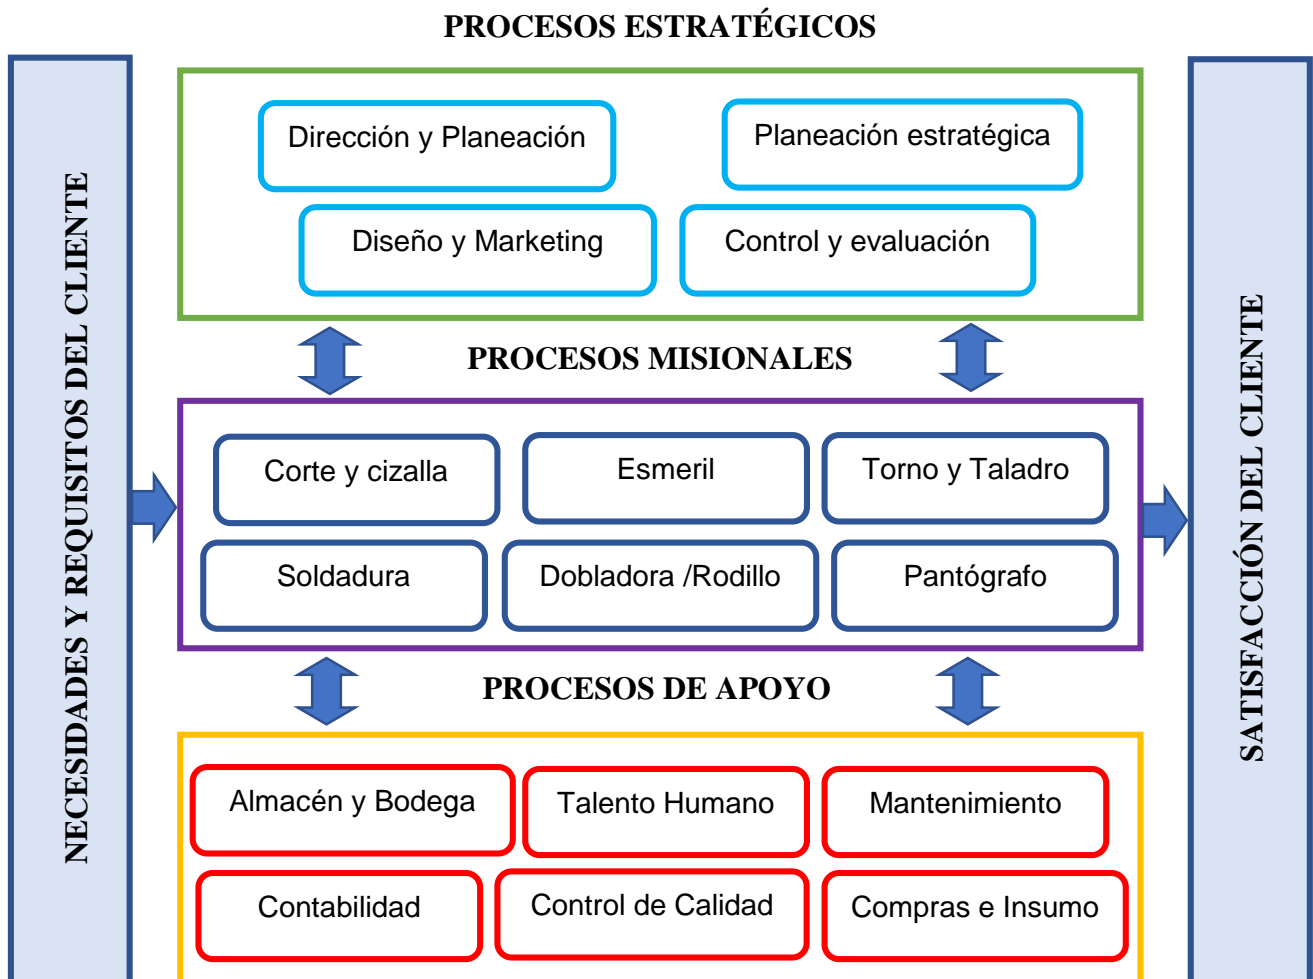 PROCESOS ESTRATÉGICOS
NECESIDADES Y REQUISITOS DEL CLIENTE
Dirección y Planeación
Planeación estratégica
Diseño y Marketing
Control y evaluación
PROCESOS MISIONALES
Corte y cizalla
Esmeril
Torno y Taladro
Soldadura
Dobladora /Rodillo
Pantógrafo
PROCESOS DE APOYO
Almacén y Bodega
Talento Humano
Mantenimiento
Contabilidad
Control de Calidad
Compras e Insumo
SATISFACCIÓN DEL CLIENTE